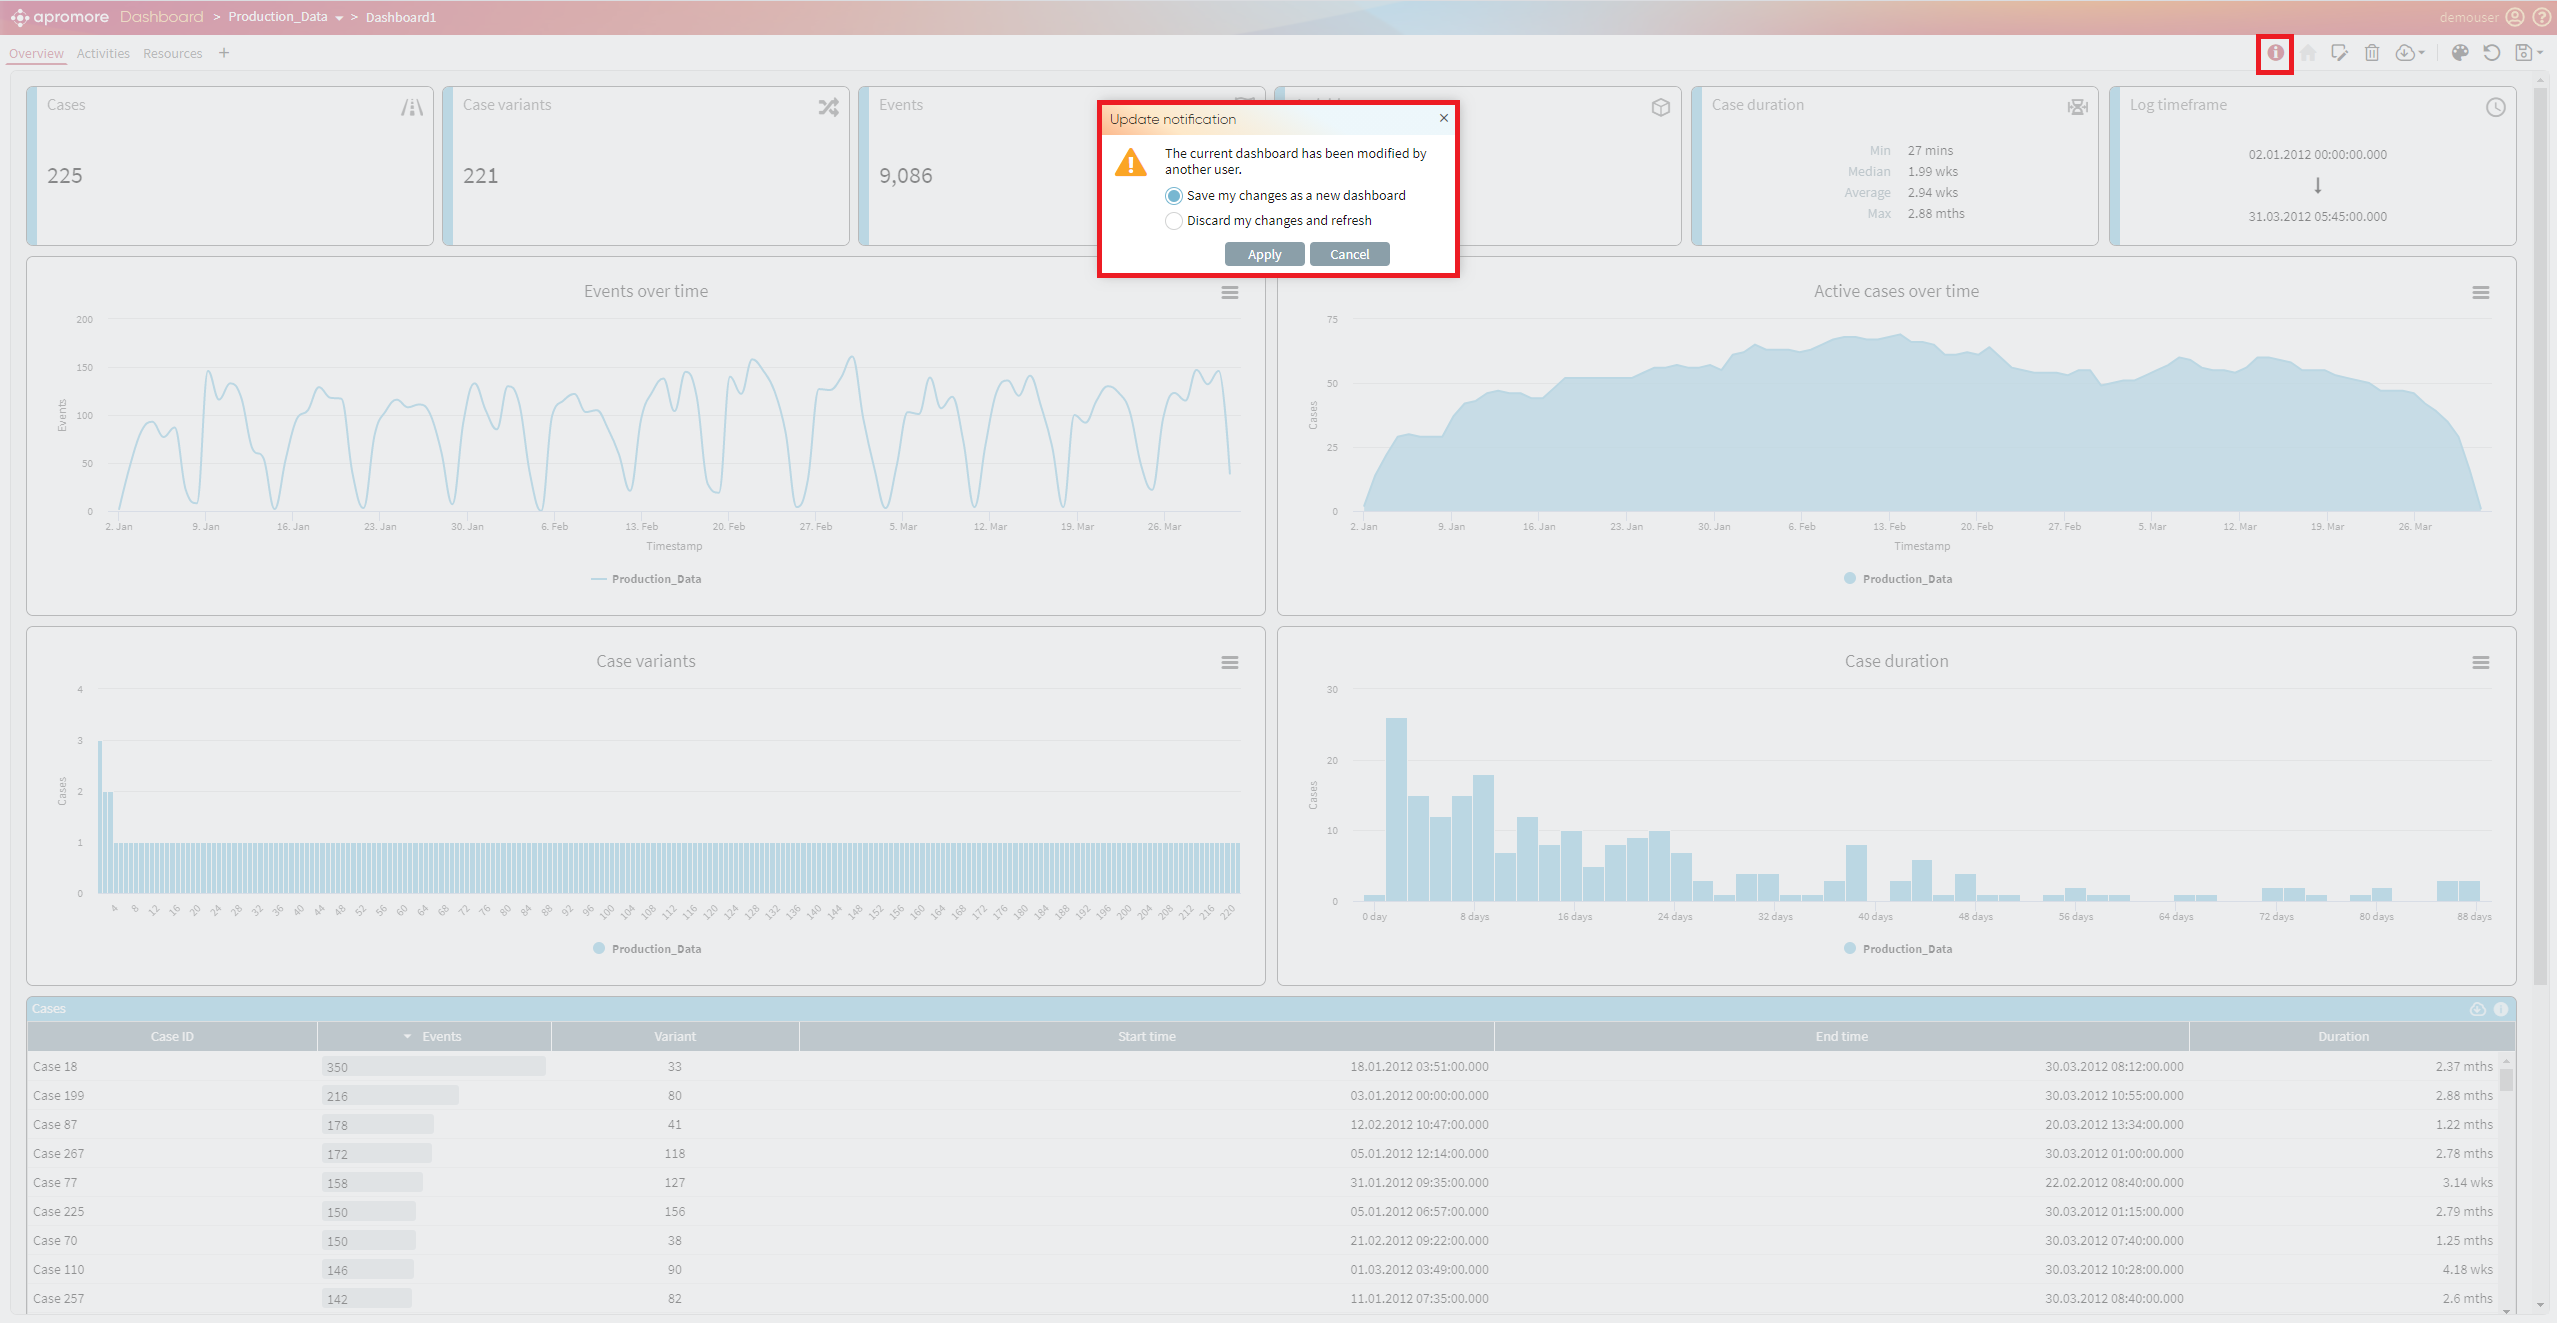 apromore Dashboard > Production_Data > Dashboard1
demouser
Overview Activities Resources +
Cases
225
Case variants
221
Events
9,086
Update notification
The current dashboard has been modified by
another user.
Save my changes as a new dashboard
Discard my changes and refresh
Apply Cancel
Case duration
Min 27 mins
Median 1.99 wks
Average 2.94 wks
Max 2.88 mths
Log timeframe
02.01.2012 00:00:00.000
31.03.2012 05:45:00.000
Events over time
200
150
100
50
0
Events
2. Jan 9. Jan 16. Jan 23. Jan 30. Jan 6. Feb 13. Feb 20. Feb 27. Feb 5. Mar 12. Mar 19. Mar 26. Mar
Timestamp
Production_Data
Active cases over time
75
50
25
0
Cases
2. Jan 9. Jan 16. Jan 23. Jan 30. Jan 6. Feb 13. Feb 20. Feb 27. Feb 5. Mar 12. Mar 19. Mar 26. Mar
Timestamp
Production_Data
Case variants
4
3
2
1
0
Cases
4 8 12 16 20 24 28 32 36 40 44 48 52 56 60 64 68 72 76 80 84 88 92 96 100 104 108 112 116 120 124 128 132 136 140 144 148 152 156 160 164 168 172 176 180 184 188 192 196 200 204 208 212 216 220
Production_Data
Case duration
30
20
10
0
Cases
0 day 8 days 16 days 24 days 32 days 40 days 48 days 56 days 64 days 72 days 80 days 88 days
Production_Data
Cases
Case ID Events Variant Start time End time Duration
Case 18 350 33 18.01.2012 03:51:00.000 30.03.2012 08:12:00.000 2.37 mths
Case 199 216 80 03.01.2012 00:00:00.000 30.03.2012 10:55:00.000 2.88 mths
Case 87 178 41 12.02.2012 10:47:00.000 20.03.2012 13:34:00.000 1.22 mths
Case 267 172 118 05.01.2012 12:14:00.000 30.03.2012 01:00:00.000 2.78 mths
Case 77 158 127 31.01.2012 09:35:00.000 22.02.2012 08:40:00.000 3.14 wks
Case 225 150 156 05.01.2012 06:57:00.000 30.03.2012 01:15:00.000 2.79 mths
Case 70 150 38 21.02.2012 09:22:00.000 30.03.2012 07:40:00.000 1.25 mths
Case 110 146 90 01.03.2012 03:49:00.000 30.03.2012 10:28:00.000 4.18 wks
Case 257 142 82 11.01.2012 07:35:00.000 30.03.2012 08:40:00.000 2.6 mths